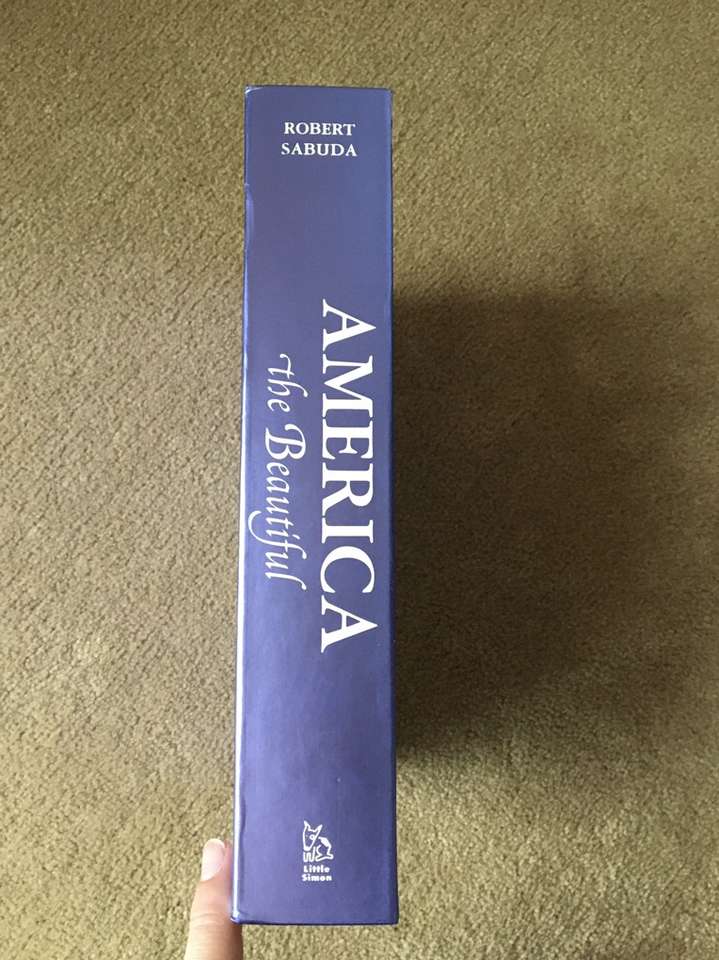 ROBERT
SABUDA
AMERICA
the Beautiful
Little
Simon